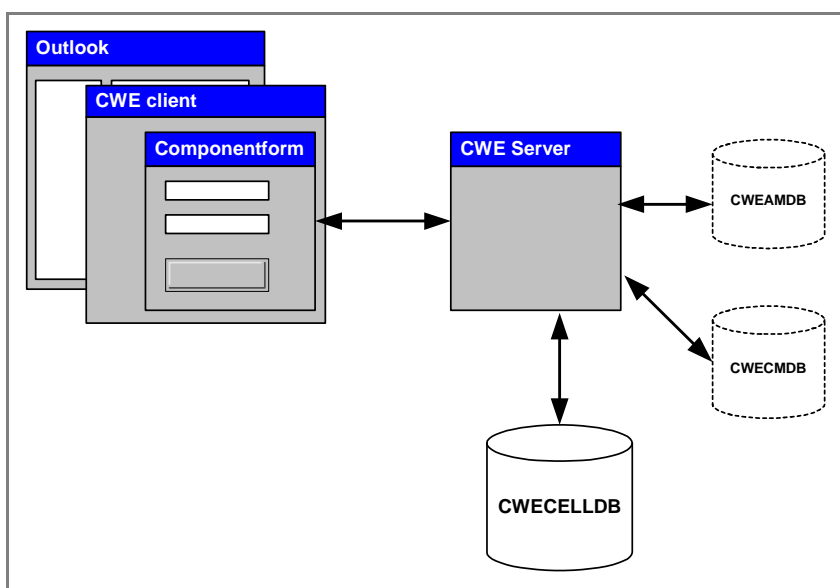 Outlook
CWE client
Componentform
CWE Server
CWEAMDB
CWECMDB
CWECELLDB